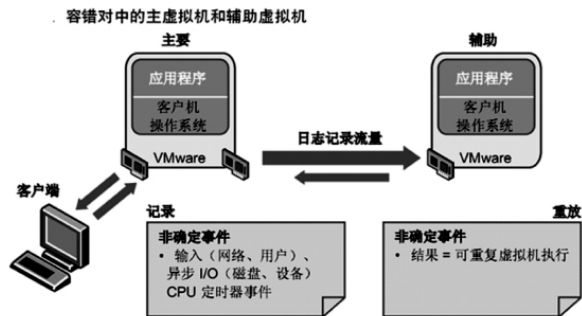 . 容错对中的主虚拟机和辅助虚拟机
主要
辅助
应用程序
客户机
操作系统
VMware
应用程序
客户机
操作系统
VMware
日志记录流量
客户端
记录
重放
非确定事件
• 输入（网络、用户）、
异步 I/O（磁盘、设备）
CPU 定时器事件
非确定事件
• 结果 = 可重复虚拟机执行